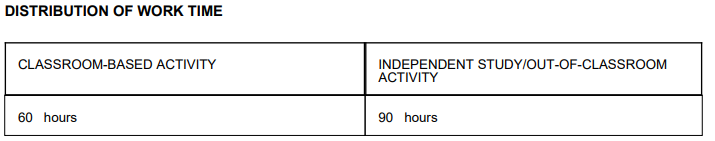 DISTRIBUTION OF WORK TIME
CLASSROOM-BASED ACTIVITY
INDEPENDENT STUDY/OUT-OF-CLASSROOM
ACTIVITY
60 hours
90 hours